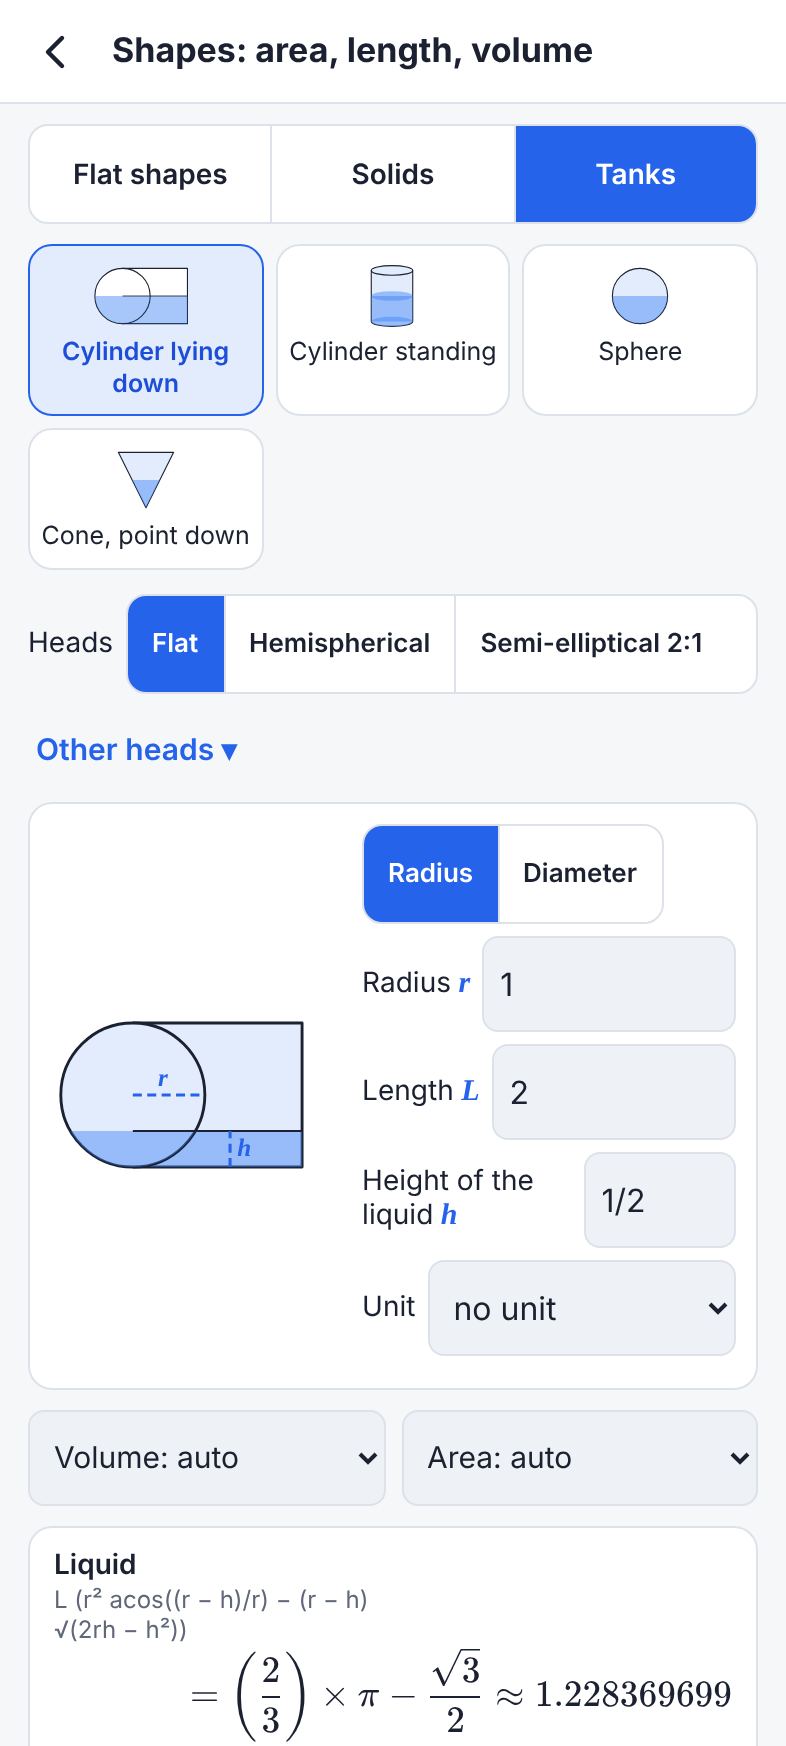 Shapes: area, length, volume
Flat shapes
Solids
Tanks
Cylinder lying
down
Cylinder standing
Sphere
Cone, point down
Heads
Flat
Hemispherical
Semi-elliptical 2:1
Other heads ▾
Radius
Diameter
Radius r
1
r
h
Length L
2
Height of the
liquid h
1/2
Unit
no unit
Volume: auto
Area: auto
Liquid
L (r² acos((r − h)/r) − (r − h)
√(2rh − h²))
= (2/3) × π − √3/2 ≈ 1.228369699